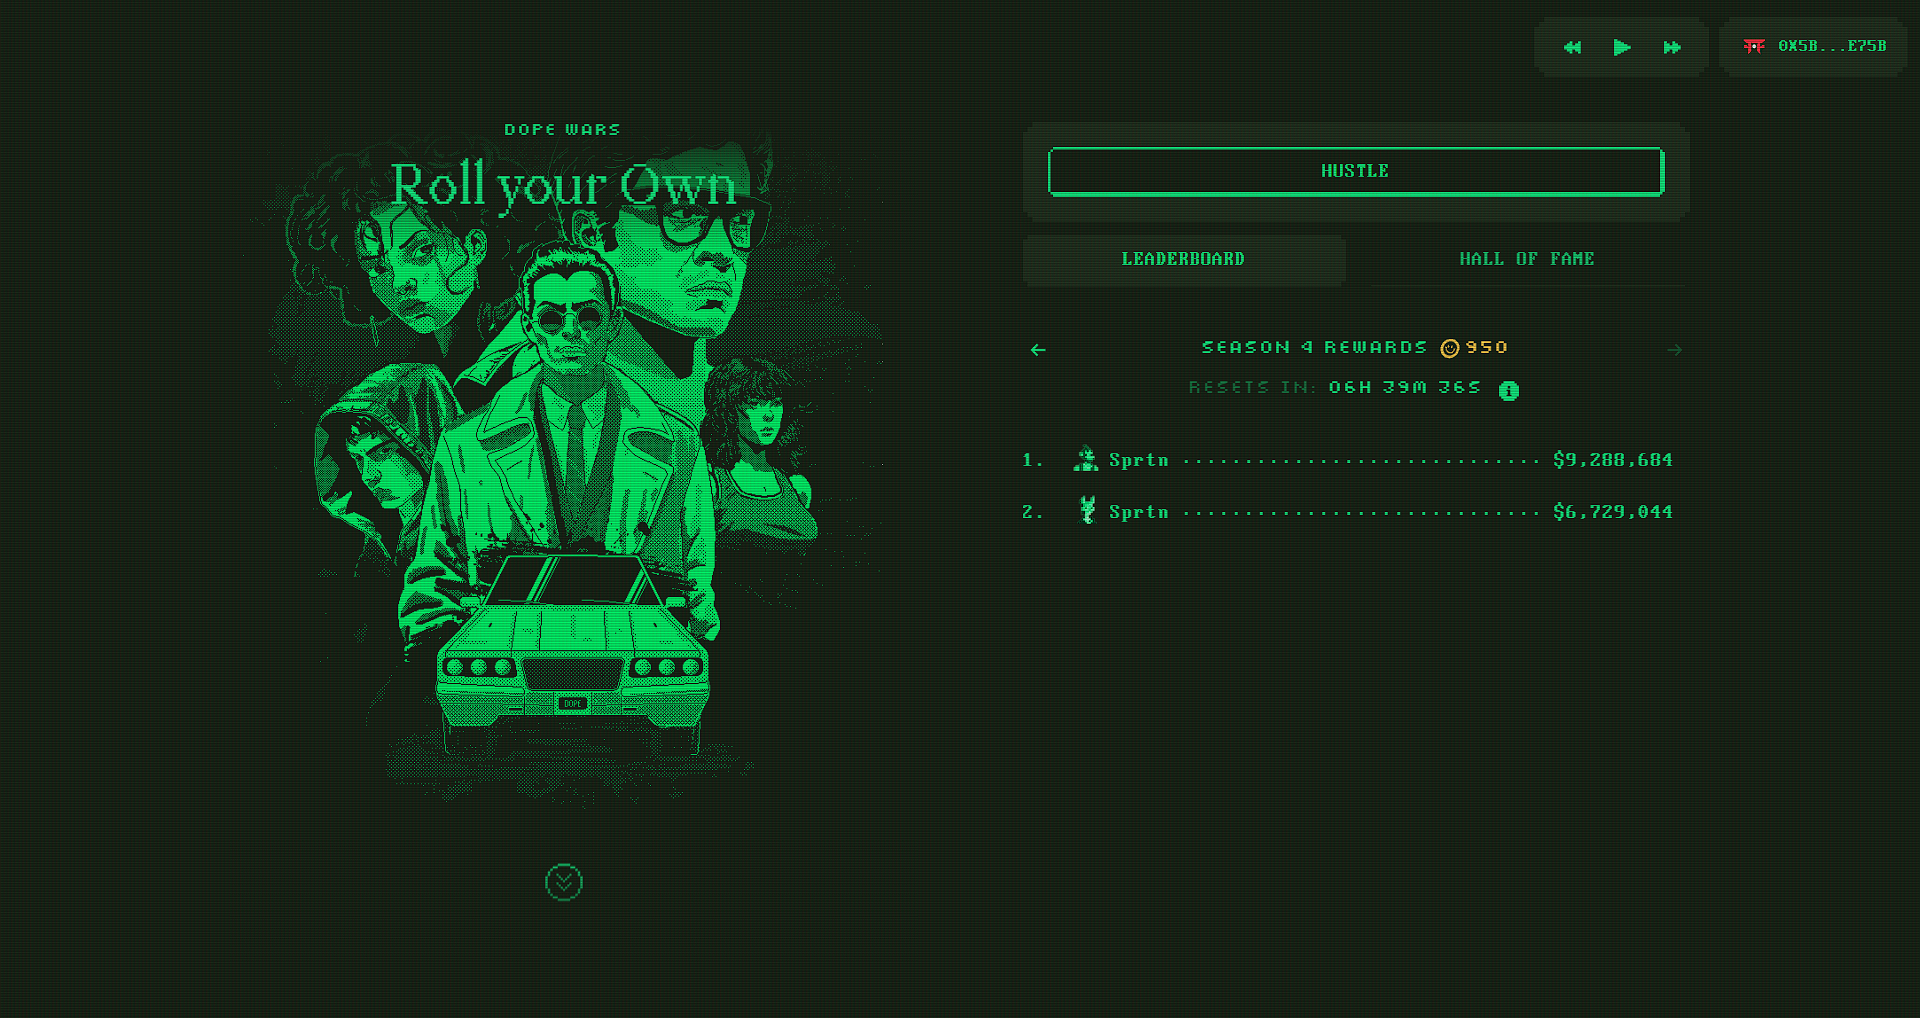 0X5B...E75B
DOPE WARS
Roll your Own
HUSTLE
LEADERBOARD
HALL OF FAME
SEASON 4 REWARDS 950
RESETS IN: 06H 39M 36S
1. Sprtn ............................. $9,288,684
2. Sprtn ............................. $6,729,044
DOPE